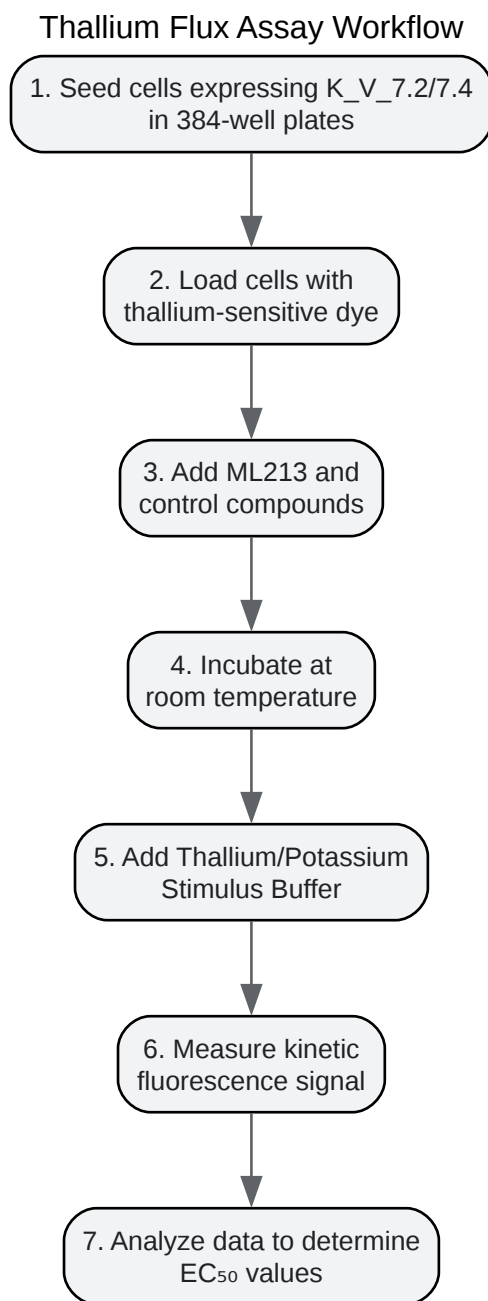 Thallium Flux Assay Workflow
1. Seed cells expressing K_V_7.2/7.4
in 384-well plates
2. Load cells with
thallium-sensitive dye
3. Add ML213 and
control compounds
4. Incubate at
room temperature
5. Add Thallium/Potassium
Stimulus Buffer
6. Measure kinetic
fluorescence signal
7. Analyze data to determine
EC₅₀ values